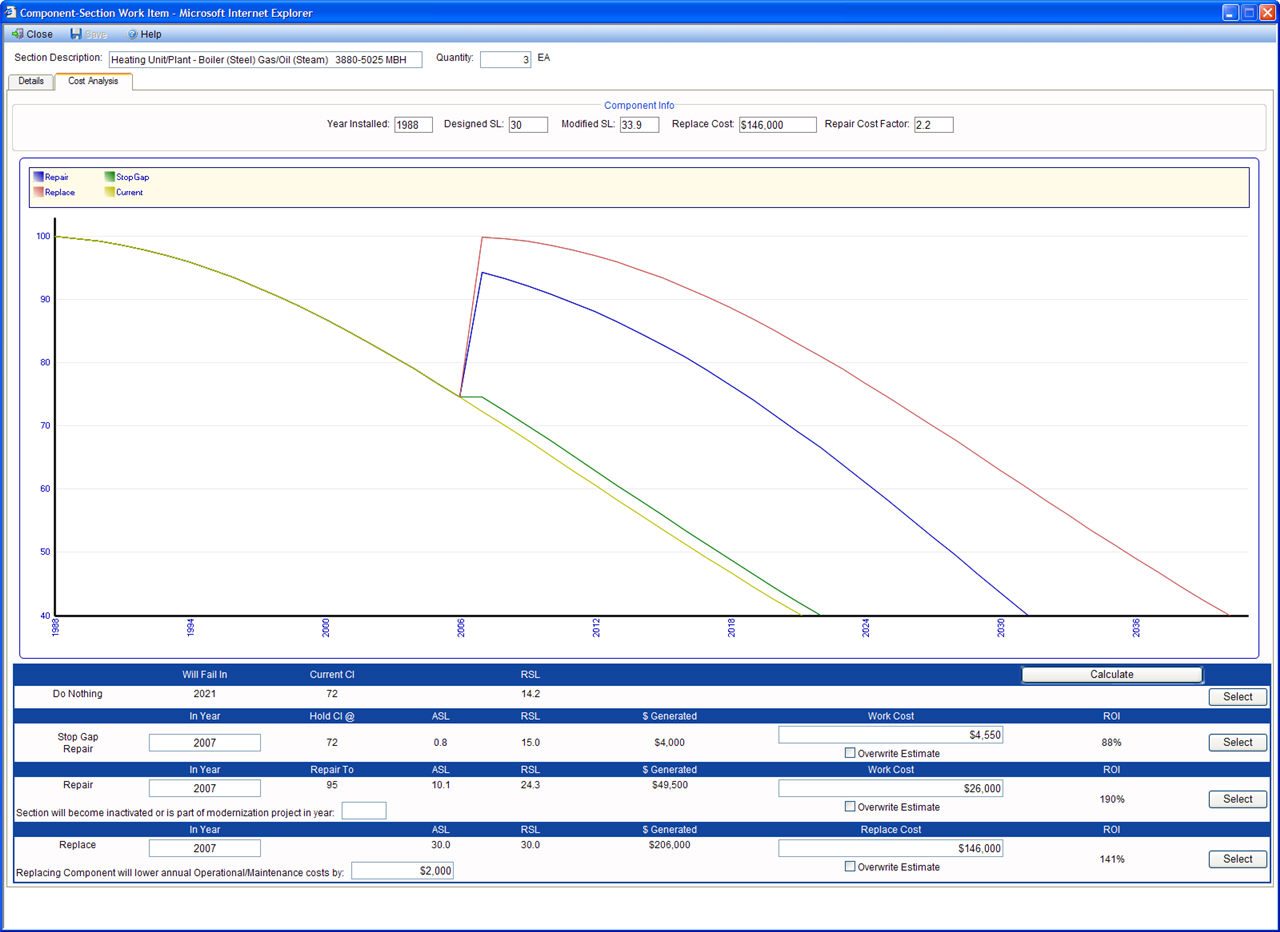 Component-Section Work Item - Microsoft Internet Explorer
Close Save Help
Section Description: Heating Unit/Plant - Boiler (Steel) Gas/Oil (Steam) 3880-5025 MBH Quantity: 3 EA
Details Cost Analysis
Component Info
Year Installed: 1988 Designed SL: 30 Modified SL: 33.9 Replace Cost: $146,000 Repair Cost Factor: 2.2
Repair StopGap
Replace Current
100
90
80
70
60
50
40
1988 1994 2000 2006 2012 2018 2024 2030 2036
Will Fail In Current CI RSL Calculate
Do Nothing 2021 72 14.2 Select
In Year Hold CI @ ASL RSL $ Generated Work Cost ROI
Stop Gap
Repair 2007 72 0.8 15.0 $4,000 $4,550 88% Select
Overwrite Estimate
In Year Repair To ASL RSL $ Generated Work Cost ROI
Repair 2007 95 10.1 24.3 $49,500 $26,000 190% Select
Overwrite Estimate
Section will become inactivated or is part of modernization project in year:
In Year ASL RSL $ Generated Replace Cost ROI
Replace 2007 30.0 30.0 $206,000 $146,000 141% Select
Overwrite Estimate
Replacing Component will lower annual Operational/Maintenance costs by: $2,000